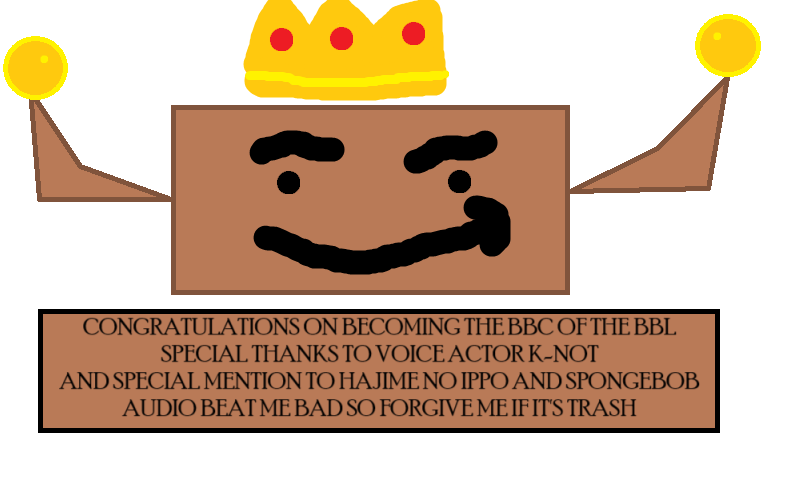 CONGRATULATIONS ON BECOMING THE BBC OF THE BBL
SPECIAL THANKS TO VOICE ACTOR K-NOT
AND SPECIAL MENTION TO HAJIME NO IPPO AND SPONGEBOB
AUDIO BEAT ME BAD SO FORGIVE ME IF IT'S TRASH